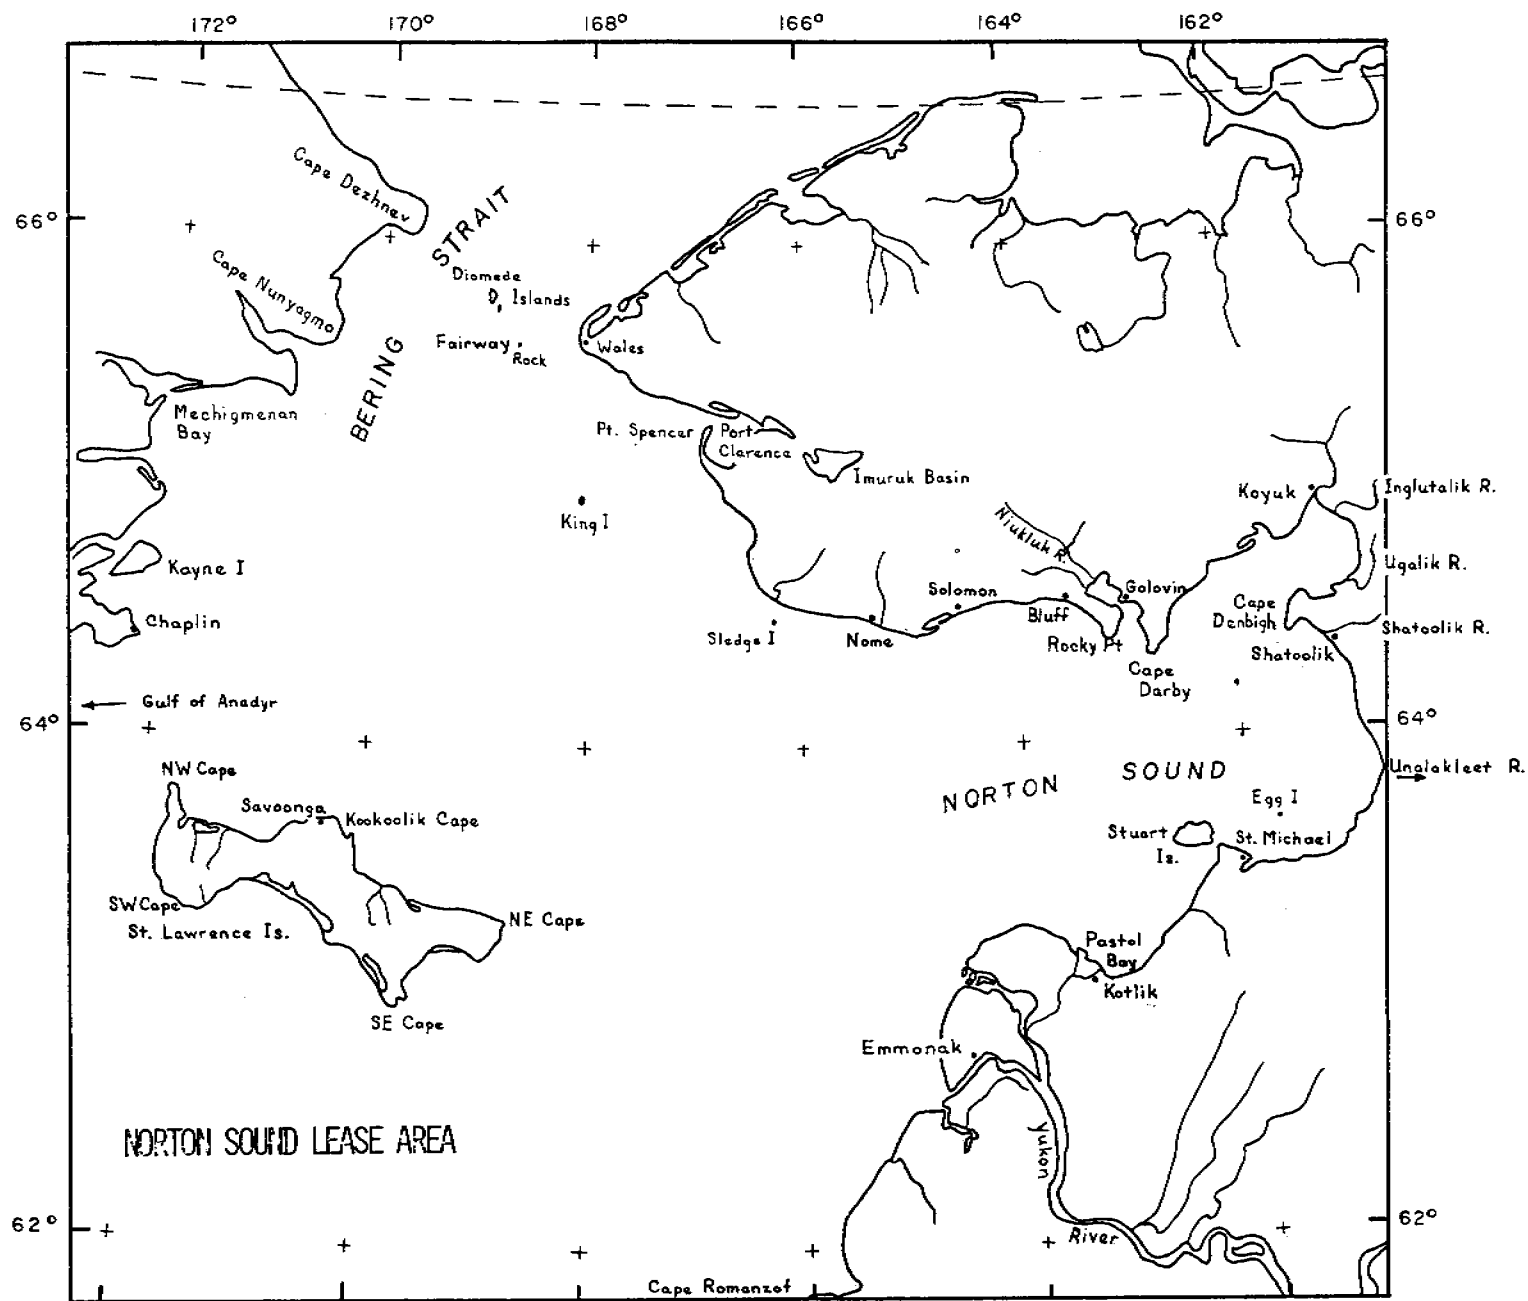 172° 170° 168° 166° 164° 162°
66°
66°
Cape Dezhnev
STRAIT
BERING
Cape Nunyagmo
Diomede
Islands
Fairway
Rock
Wales
Mechigmenan
Bay
Pt. Spencer
Port
Clarence
Imuruk Basin
King I
Kayne I
Chaplin
Koyuk
Inglutalik R.
Niukluk R.
Ugalik R.
Golovin
Solomon
Bluff
Cape
Denbigh
Shatoolik R.
Shatoolik
Sledge I
Nome
Rocky Pt
Cape
Darby
Gulf of Anadyr
64°
64°
NW Cape
Savoonga
Kookoolik Cape
NORTON SOUND
Unalakleet R.
Egg I
Stuart
Is.
St. Michael
SW Cape
St. Lawrence Is.
NE Cape
SE Cape
Pastol
Bay
Kotlik
Emmonak
Yukon
River
NORTON SOUND LEASE AREA
62°
62°
Cape Romanzof